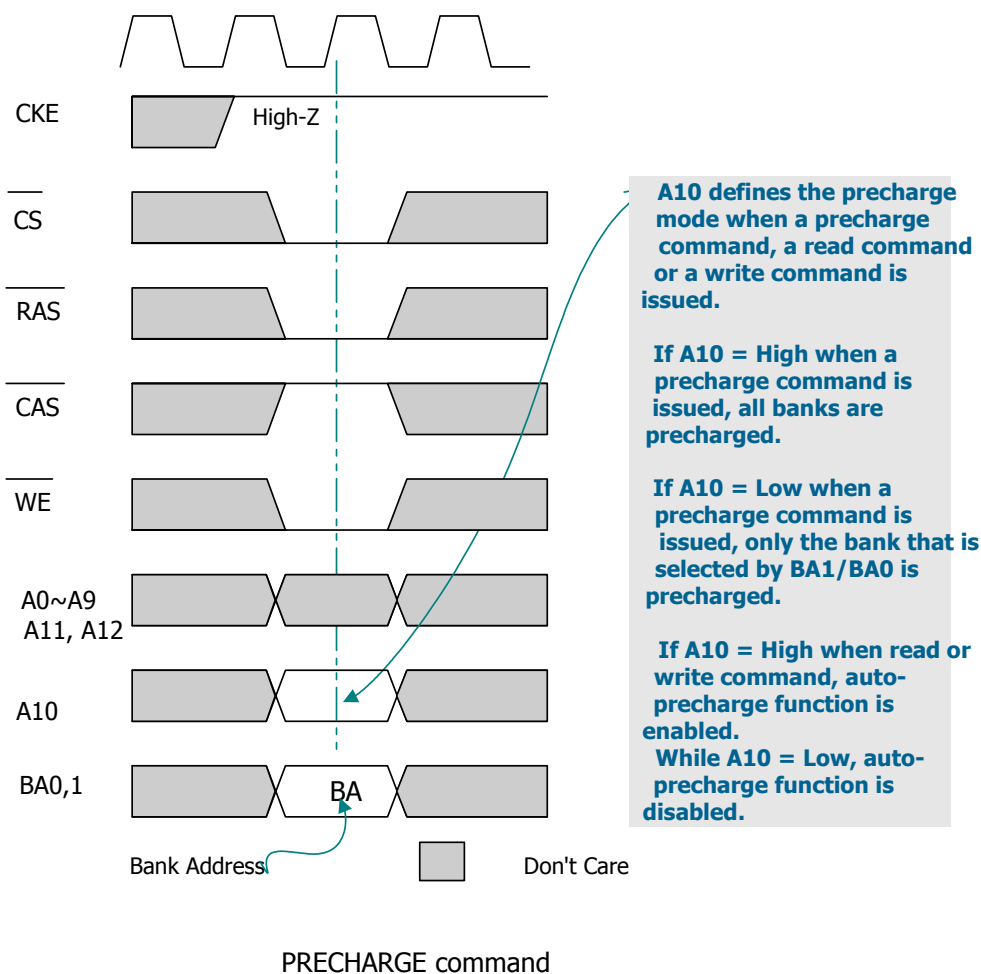 CKE
High-Z
CS
RAS
CAS
WE
A0~A9
A11, A12
A10
BA0,1
BA
Bank Address
Don't Care
A10 defines the precharge
mode when a precharge
command, a read command
or a write command is
issued.
If A10 = High when a
precharge command is
issued, all banks are
precharged.
If A10 = Low when a
precharge command is
issued, only the bank that is
selected by BA1/BA0 is
precharged.
If A10 = High when read or
write command, auto-
precharge function is
enabled.
While A10 = Low, auto-
precharge function is
disabled.
PRECHARGE command